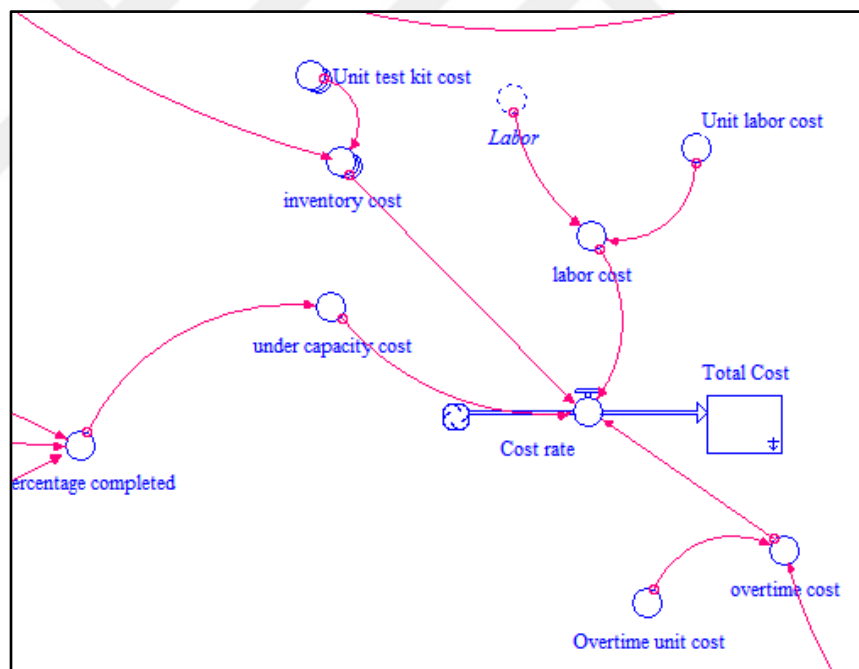 Unit test kit cost
Labor
Unit labor cost
inventory cost
labor cost
under capacity cost
Total Cost
Cost rate
ercentage completed
overtime cost
Overtime unit cost